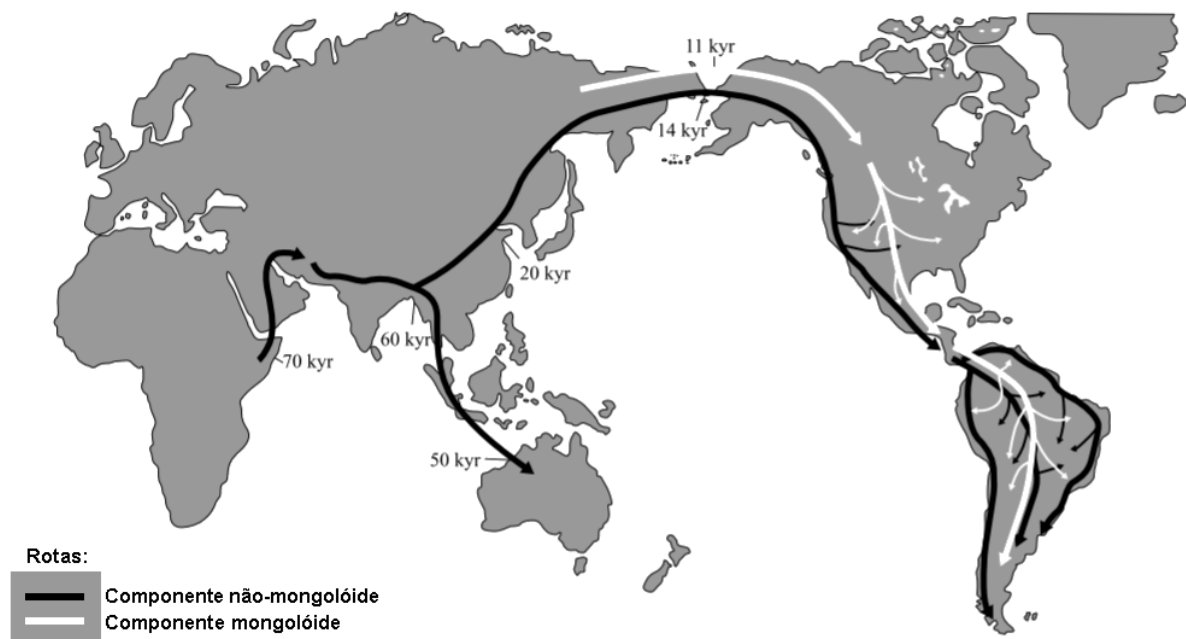 11 kyr
14 kyr
20 kyr
60 kyr
70 kyr
50 kyr
Rotas:
Componente não-mongolóide
Componente mongolóide